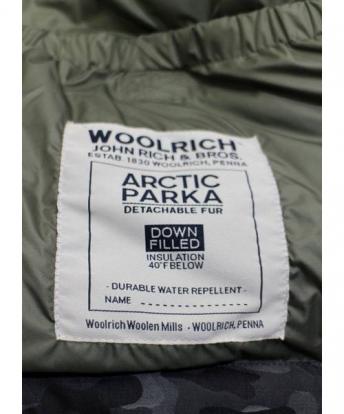 WOOLRICH
JOHN RICH & BROS.
ESTAB. 1830 WOOLRICH, PENNA
ARCTIC
PARKA
DETACHABLE FUR
DOWN
FILLED
INSULATION
40°F BELOW
- DURABLE WATER REPELLENT -
NAME ----------
Woolrich Woolen Mills · WOOLRICH, PENNA